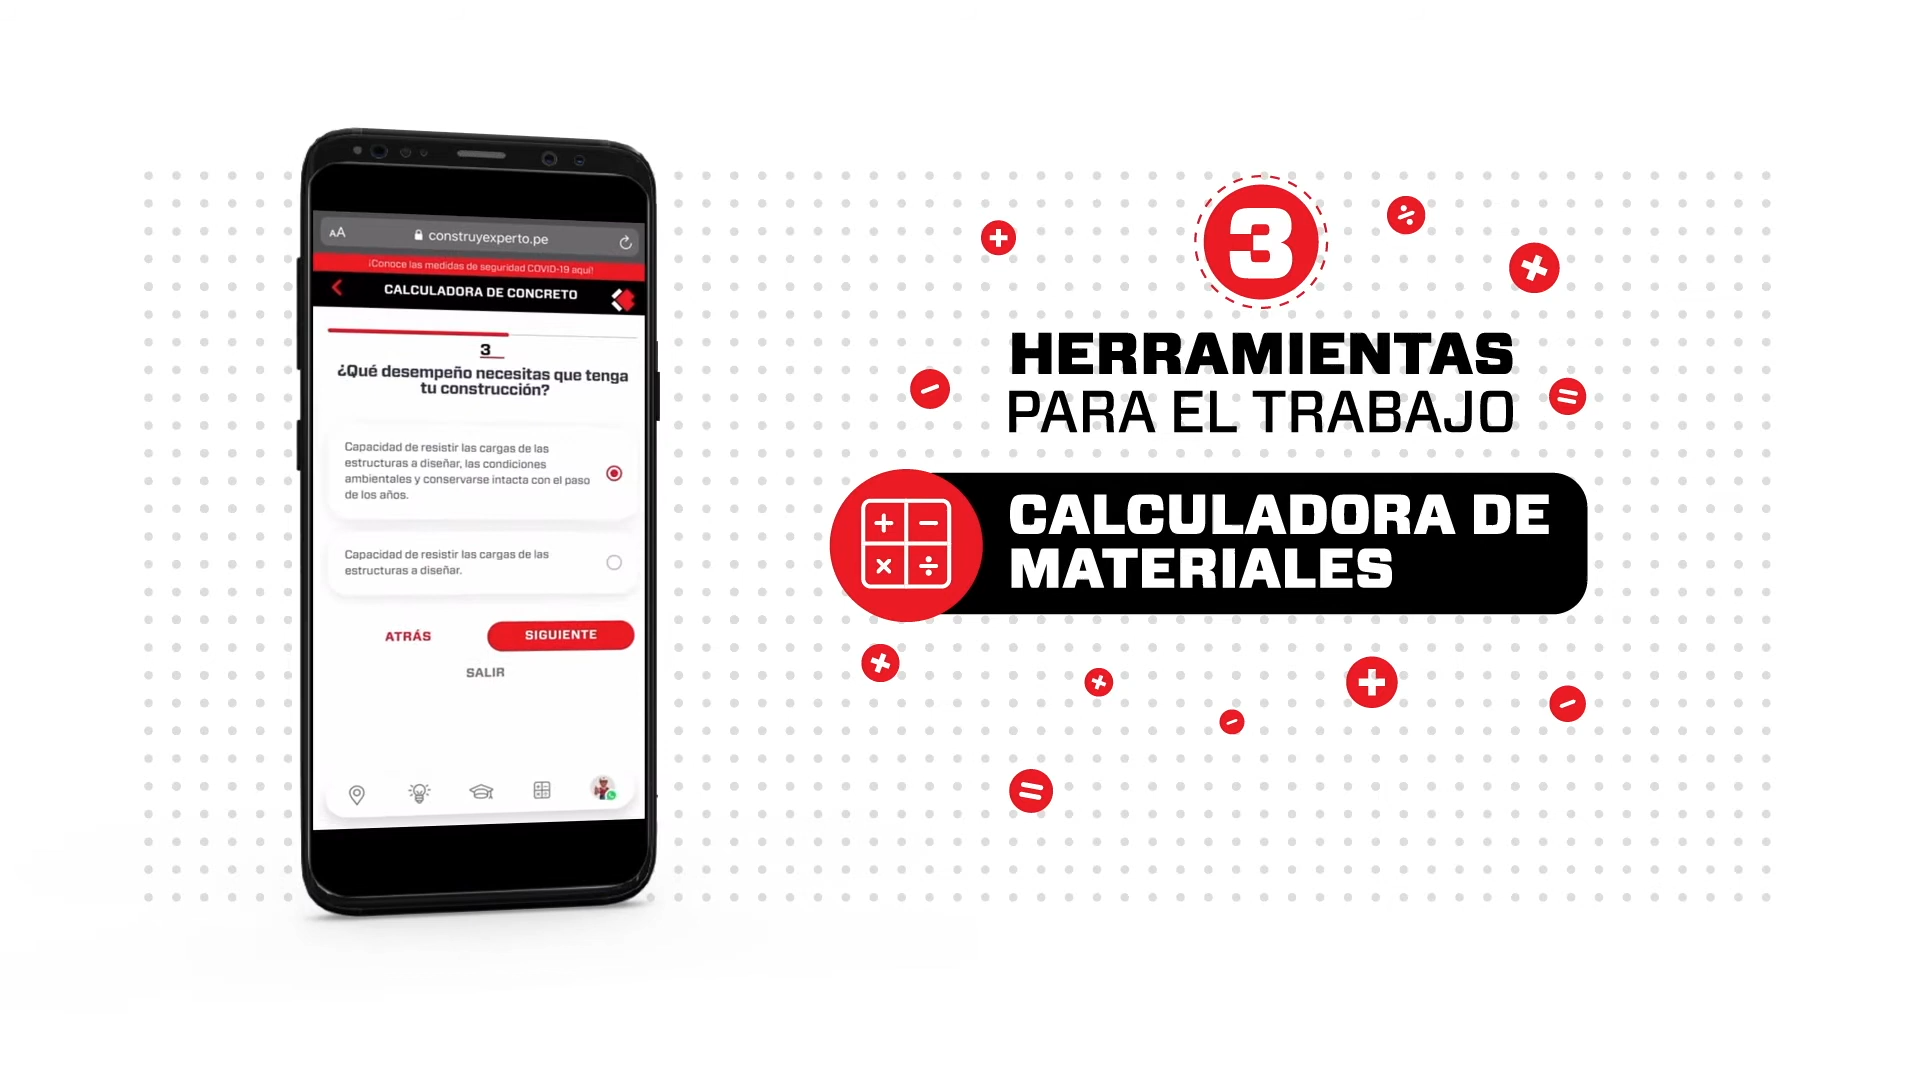 AA construyexperto.pe
¡Conoce las medidas de seguridad COVID-19 aquí!
CALCULADORA DE CONCRETO
3
¿Qué desempeño necesitas que tenga
tu construcción?
Capacidad de resistir las cargas de las
estructuras a diseñar, las condiciones
ambientales y conservarse intacta con el paso
de los años.
Capacidad de resistir las cargas de las
estructuras a diseñar.
ATRÁS SIGUIENTE
SALIR
3
HERRAMIENTAS
PARA EL TRABAJO
CALCULADORA DE
MATERIALES